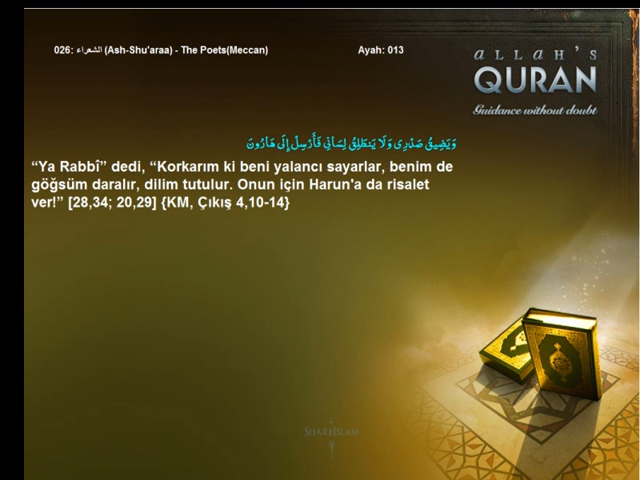 026: الشعراء (Ash-Shu'araa) - The Poets(Meccan) Ayah: 013
ALLAH'S
QURAN
Guidance without doubt
وَيَضِيقُ صَدْرِى وَلَا يَنطَلِقُ لِسَانِى فَأَرْسِلْ إِلَىٰ هَارُونَ
“Ya Rabbî” dedi, “Korkarım ki beni yalancı sayarlar, benim de
göğsüm daralır, dilim tutulur. Onun için Harun'a da risalet
ver!” [28,34; 20,29] {KM, Çıkış 4,10-14}
SHAREISLAM